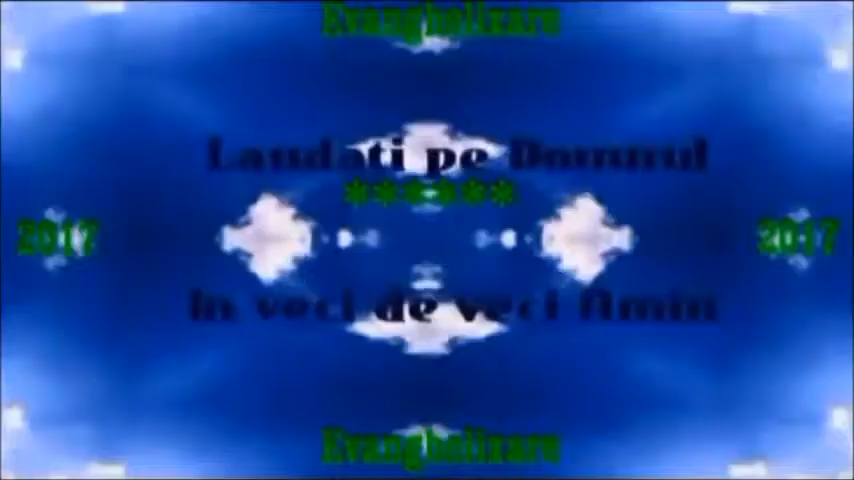 Evanghelizare
Laudati pe Domnul
******
2017 2017
In veci de veci Amin
Evanghelizare